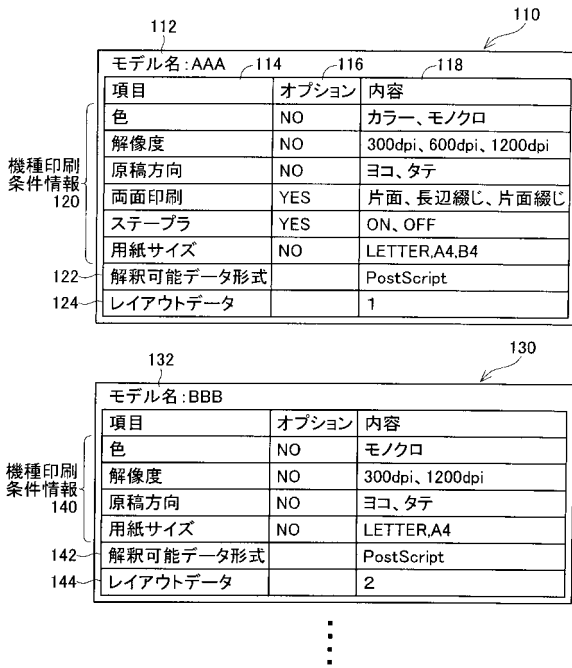 110
112
モデル名:AAA 114 116 118
項目 オプション 内容
色 NO カラー、モノクロ
解像度 NO 300dpi、600dpi、1200dpi
原稿方向 NO ヨコ、タテ
両面印刷 YES 片面、長辺綴じ、片面綴じ
ステープラ YES ON、OFF
用紙サイズ NO LETTER,A4,B4
機種印刷
条件情報
120
122 解釈可能データ形式 PostScript
124 レイアウトデータ 1
130
132
モデル名:BBB
項目 オプション 内容
色 NO モノクロ
解像度 NO 300dpi、1200dpi
原稿方向 NO ヨコ、タテ
用紙サイズ NO LETTER,A4
機種印刷
条件情報
140
142 解釈可能データ形式 PostScript
144 レイアウトデータ 2